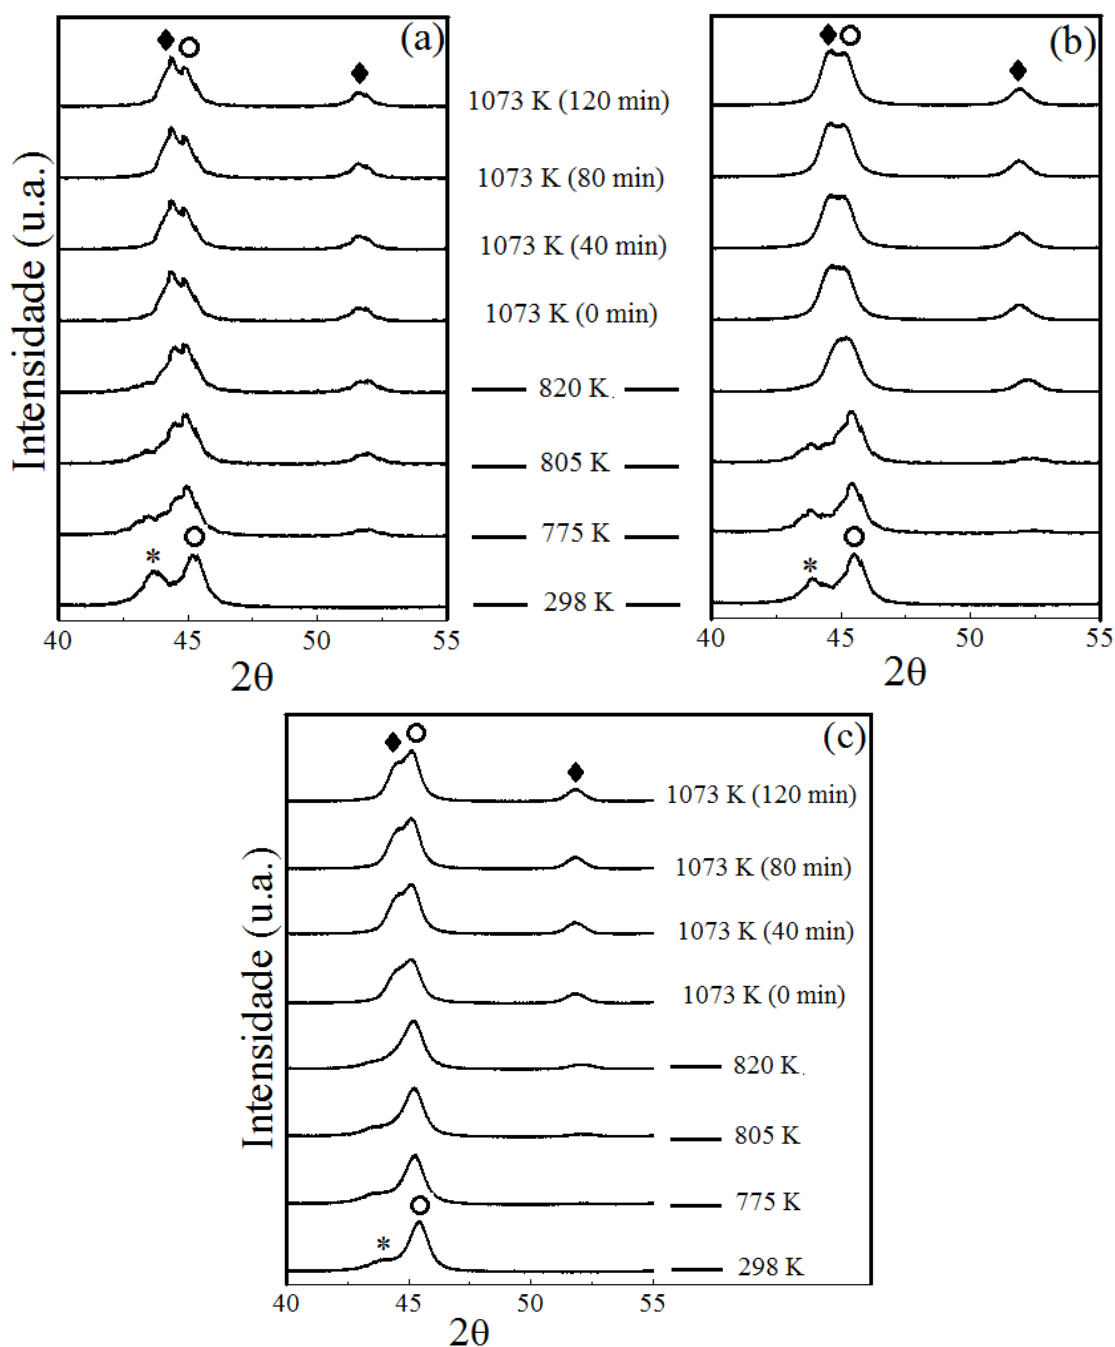 (a)
(b)
1073 K (120 min)
1073 K (80 min)
1073 K (40 min)
1073 K (0 min)
820 K.
805 K
775 K
298 K
*
*
Intensidade (u.a.)
40 45 50 55
40 45 50 55
2θ
2θ
(c)
1073 K (120 min)
1073 K (80 min)
1073 K (40 min)
1073 K (0 min)
820 K.
805 K
775 K
298 K
*
Intensidade (u.a.)
40 45 50 55
2θ